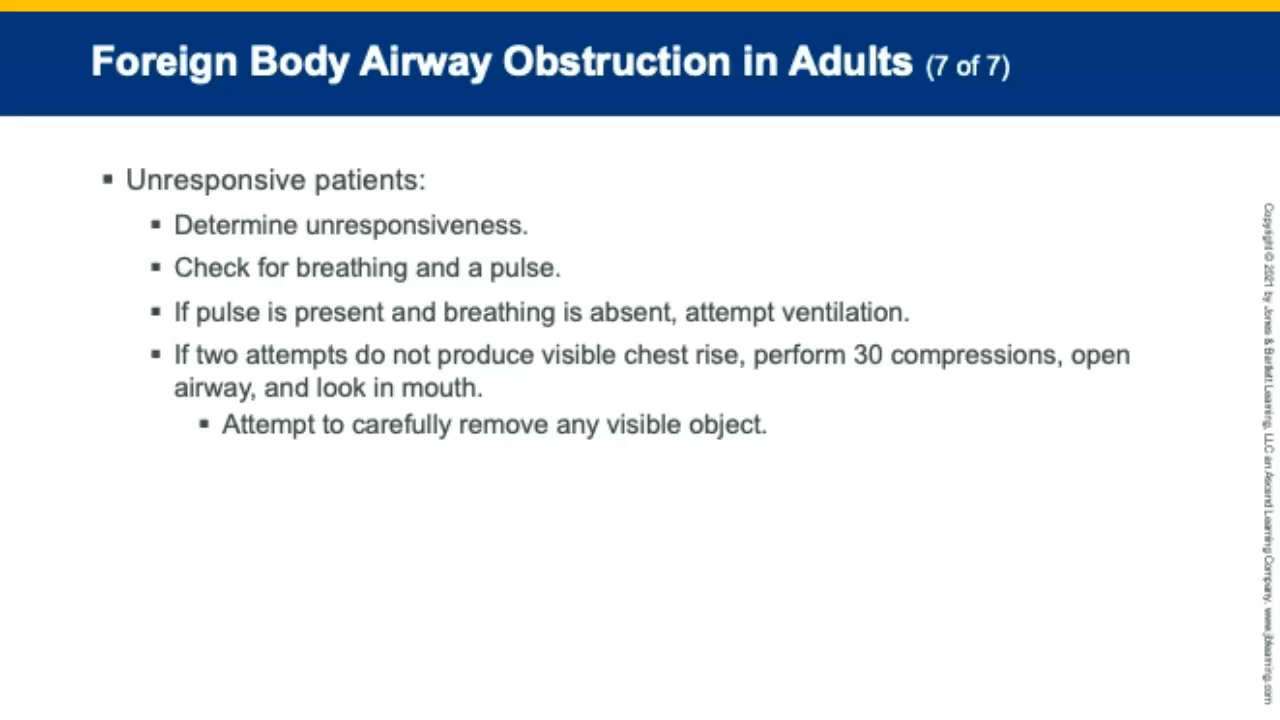 Foreign Body Airway Obstruction in Adults (7 of 7)
▪ Unresponsive patients:
▪ Determine unresponsiveness.
▪ Check for breathing and a pulse.
▪ If pulse is present and breathing is absent, attempt ventilation.
▪ If two attempts do not produce visible chest rise, perform 30 compressions, open
airway, and look in mouth.
▪ Attempt to carefully remove any visible object.
Copyright © 2021 by Jones & Bartlett Learning, LLC an Ascend Learning Company. www.jblearning.com